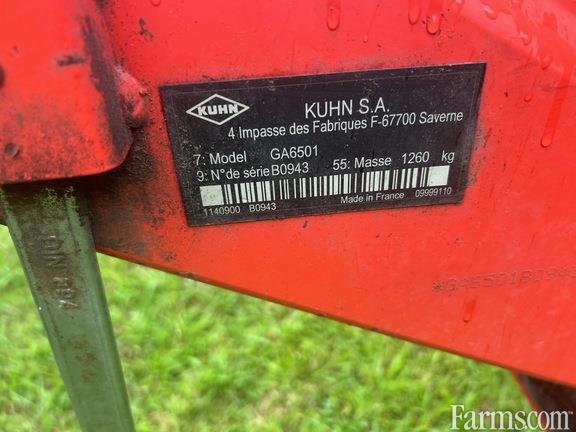 KUHN
KUHN S.A.
4 Impasse des Fabriques F-67700 Saverne
7: Model GA6501
9: N° de série B0943 55: Masse 1260 kg
1140900 B0943 Made in France 09999110
Farms.com